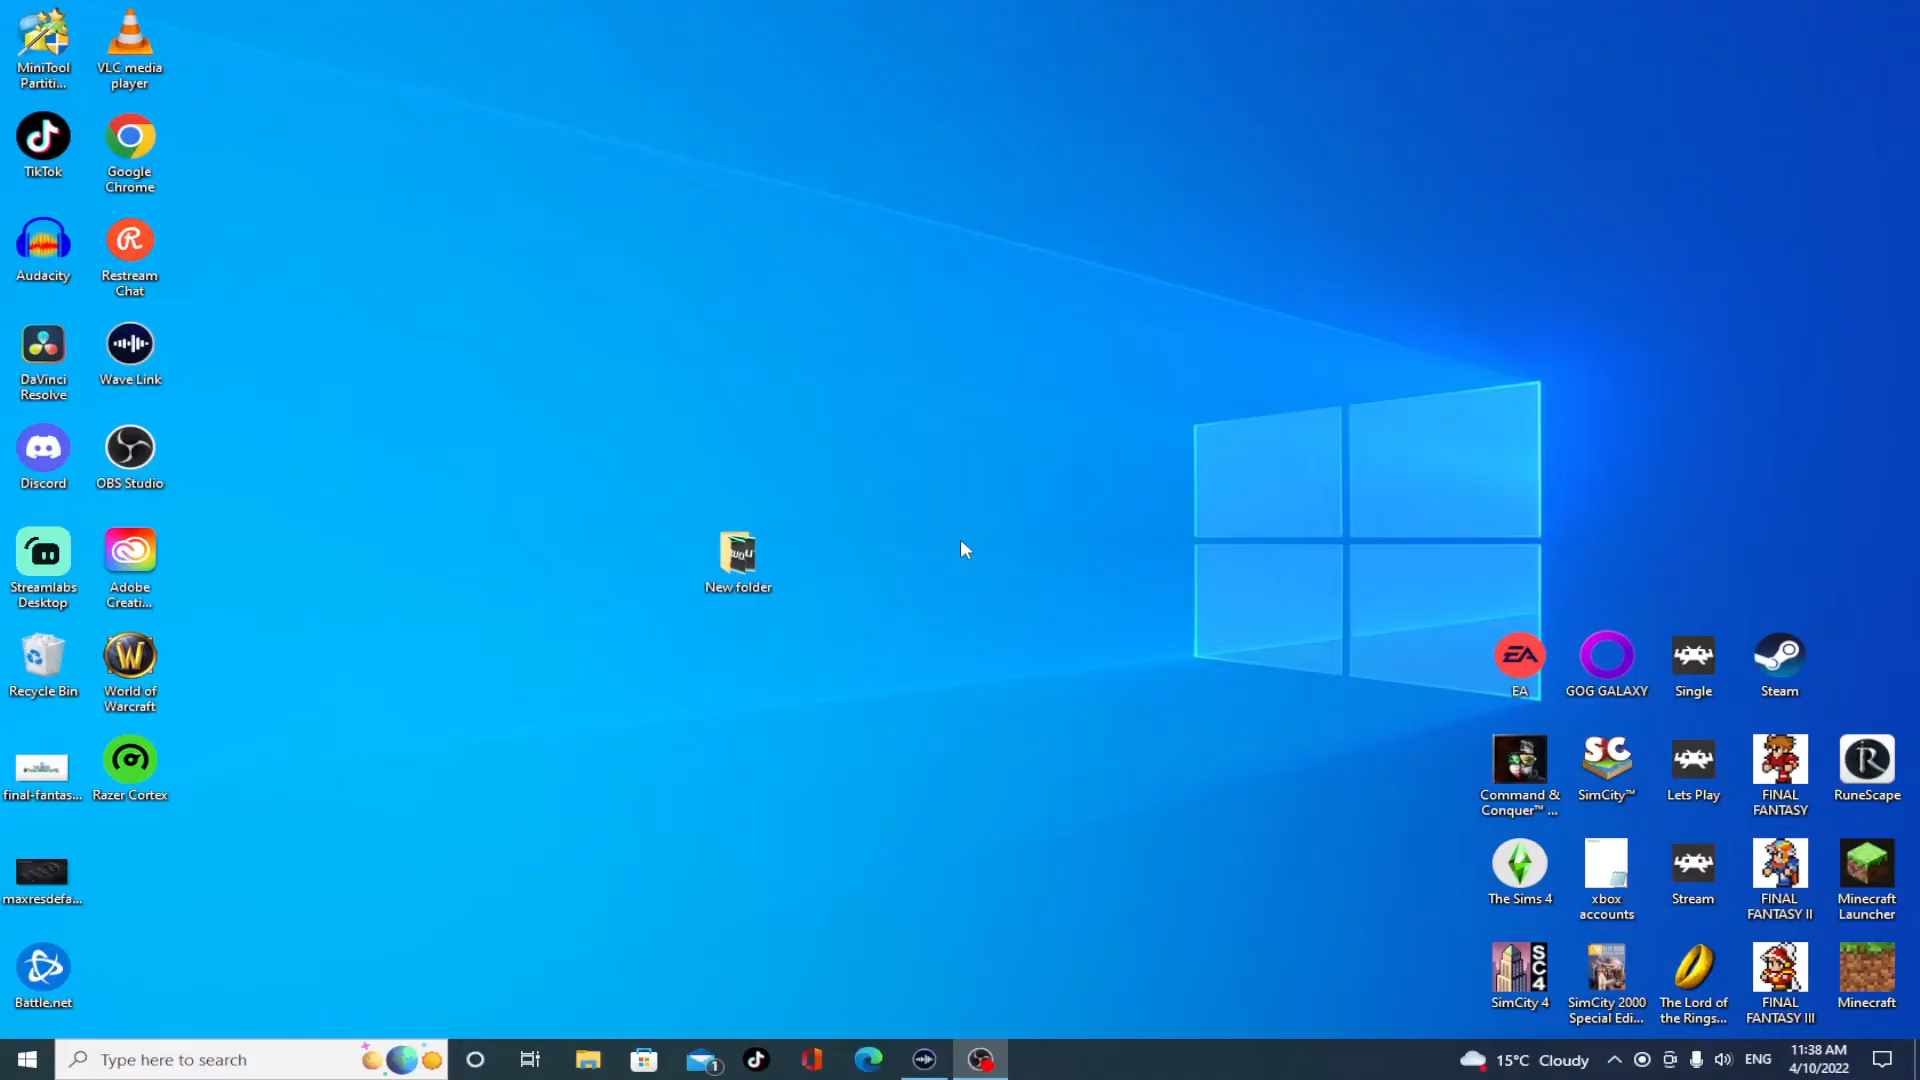 MiniTool
Partiti...
VLC media
player
TikTok
Google
Chrome
Audacity
Restream
Chat
DaVinci
Resolve
Wave Link
Discord
OBS Studio
Streamlabs
Desktop
Adobe
Creati...
Recycle Bin
World of
Warcraft
final-fantas...
Razer Cortex
maxresdefa...
Battle.net
New folder
EA
EA
GOG GALAXY
Single
Steam
Command &
Conquer™ ...
SC
SimCity™
Lets Play
FINAL
FANTASY
RuneScape
The Sims 4
xbox
accounts
Stream
FINAL
FANTASY II
Minecraft
Launcher
SC4
SimCity 4
SimCity 2000
Special Edi...
The Lord of
the Rings...
FINAL
FANTASY III
Minecraft
Type here to search
1
15°C Cloudy
ENG
11:38 AM
4/10/2022